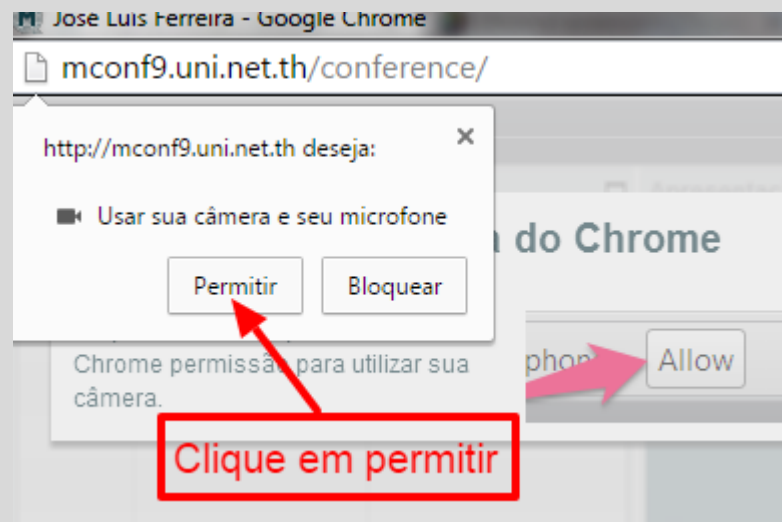 José Luis Ferreira - Google Chrome
mconf9.uni.net.th/conference/
http://mconf9.uni.net.th deseja:
Usar sua câmera e seu microfone
Permitir Bloquear
do Chrome
Chrome permissão para utilizar sua
câmera.
Allow
Clique em permitir